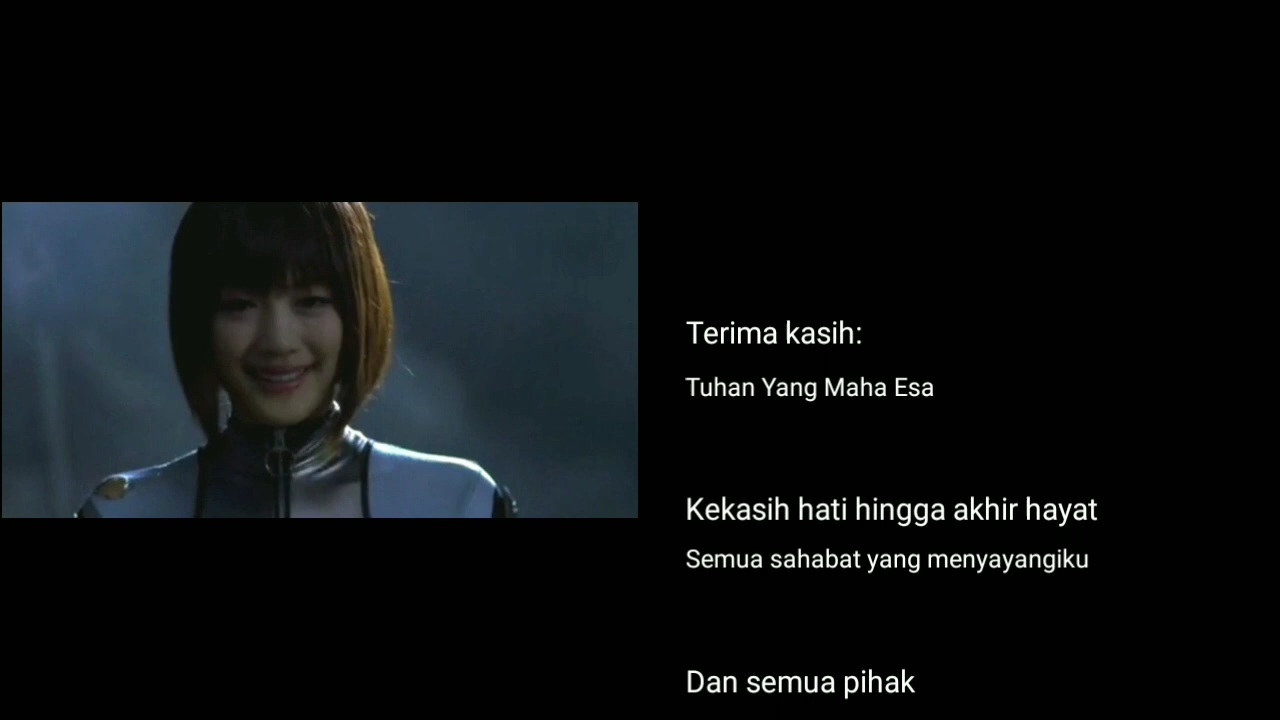 Terima kasih:
Tuhan Yang Maha Esa
Kekasih hati hingga akhir hayat
Semua sahabat yang menyayangiku
Dan semua pihak